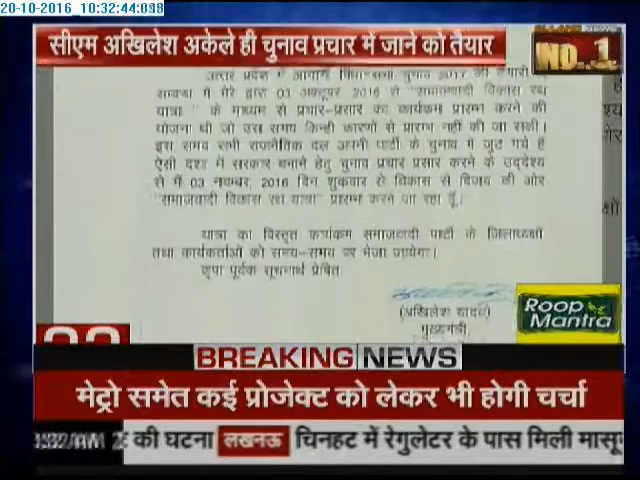 20-10-2016_10:32:44:098
सीएम अखिलेश अकेले ही चुनाव प्रचार में जाने को तैयार
NO. 1
उत्तर प्रदेश में आगामी विधानसभा चुनाव 2017 की तैयारी
सम्बन्ध में मेरे द्वारा 03 अक्टूबर 2016 से "समाजवादी विकास रथ
यात्रा" के माध्यम से प्रचार-प्रसार का कार्यक्रम प्रारम्भ करने की
योजना थी जो उस समय किन्ही कारणों से प्रारम्भ नहीं की जा सकी।
इस समय सभी राजनैतिक दल अपनी पार्टी के चुनाव में जुट गये हैं
ऐसी दशा में सरकार बनाने हेतु चुनाव प्रचार प्रसार करने के उद्देश्य
से मैं 03 नवम्बर, 2016 दिन शुक्रवार से विकास से विजय की ओर
"समाजवादी विकास रथ यात्रा" प्रारम्भ करने जा रहा हूँ।
यात्रा का विस्तृत कार्यक्रम समाजवादी पार्टी के जिलाध्यक्षों
तथा कार्यकर्ताओं को समय-समय पर भेजा जायेगा।
कृपा पूर्वक सूचनार्थ प्रेषित
(अखिलेश यादव)
मुख्यमंत्री
Roop
Mantra
BREAKING NEWS
मेट्रो समेत कई प्रोजेक्ट को लेकर भी होगी चर्चा
की घटना लखनऊ चिनहट में रेगुलेटर के पास मिली मासू